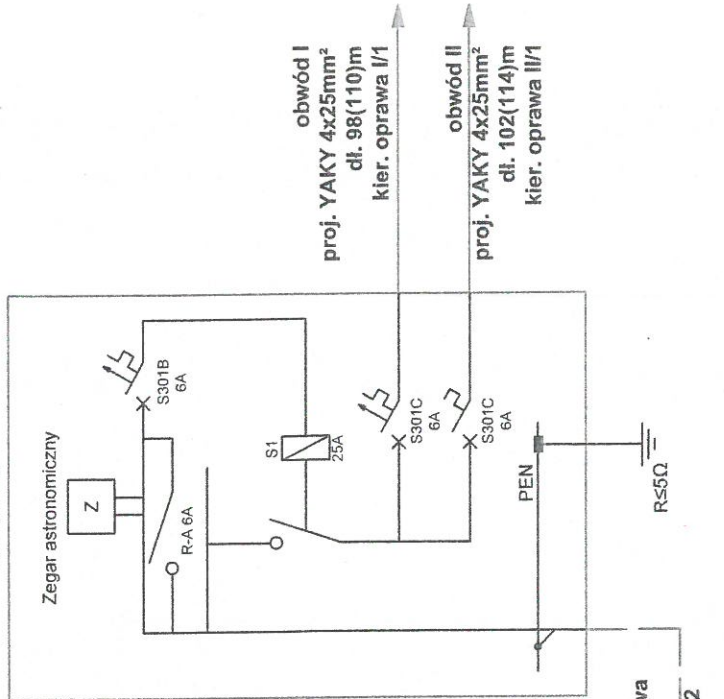 Zegar astronomiczny
Z
R-A 6A
S301B
6A
S1
25A
S301C
6A
S301C
6A
PEN
R≤5Ω
obwód I
proj. YAKY 4x25mm²
dł. 98(110)m
kier. oprawa I/1
obwód II
proj. YAKY 4x25mm²
dł. 102(114)m
kier. oprawa II/1
wa
2